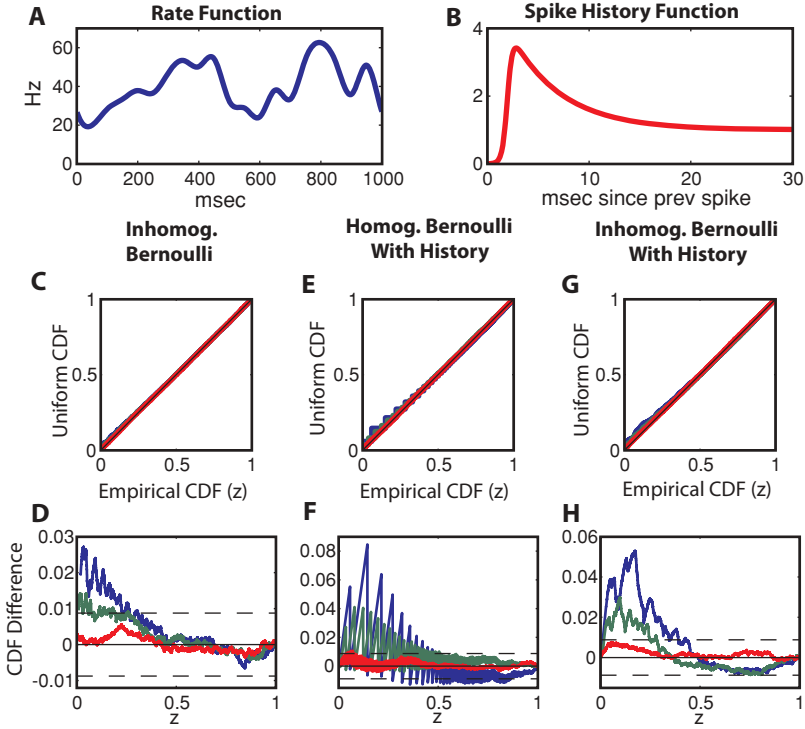 A
Rate Function
60
40
20
0
Hz
0
200
400
600
800
1000
msec
B
Spike History Function
4
2
0
0
10
20
30
msec since prev spike
Inhomog.
Bernoulli
Homog. Bernoulli
With History
Inhomog. Bernoulli
With History
C
1
0.5
0
Uniform CDF
0.5
1
Empirical CDF (z)
E
1
0.5
0
Uniform CDF
0.5
1
Empirical CDF (z)
G
1
0.5
0
Uniform CDF
0.5
1
Empirical CDF (z)
D
0.03
0.02
0.01
0
-0.01
CDF Difference
0.5
1
z
F
0.08
0.06
0.04
0.02
0
0
0.5
1
z
H
0.06
0.04
0.02
0
0
0.5
1
z